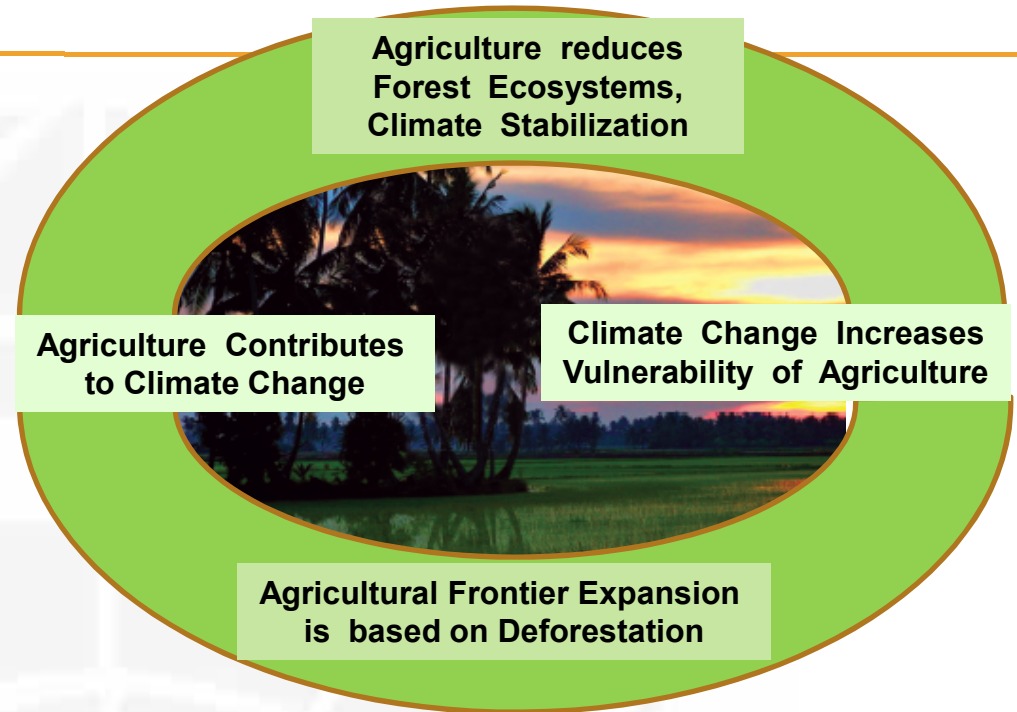 Agriculture reduces
Forest Ecosystems,
Climate Stabilization
Agriculture Contributes
to Climate Change
Climate Change Increases
Vulnerability of Agriculture
Agricultural Frontier Expansion
is based on Deforestation